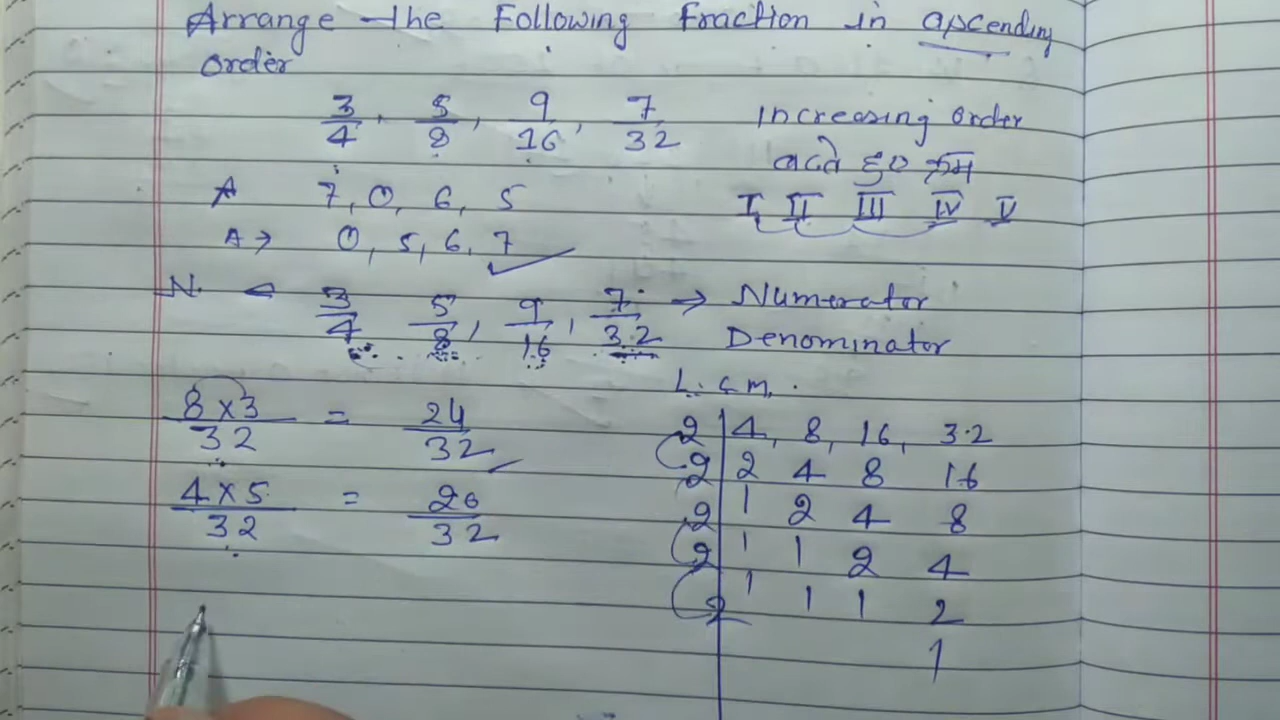 Arrange the Following Fraction in ascending
order
3/4, 5/8, 9/16, 7/32 Increasing order
बढते हुए क्रम
A 7, 0, 6, 5 I II III IV V
A → 0, 5, 6, 7 ✓
N. ← 3/4 5/8, 9/16, 7/32 → Numerator
Denominator
L.C.M.
8 x 3 / 32 = 24/32
4 x 5 / 32 = 20/32
2 | 4, 8, 16, 32
2 | 2 4 8 16
2 | 1 2 4 8
2 | 1 1 2 4
2 | 1 1 1 2
1